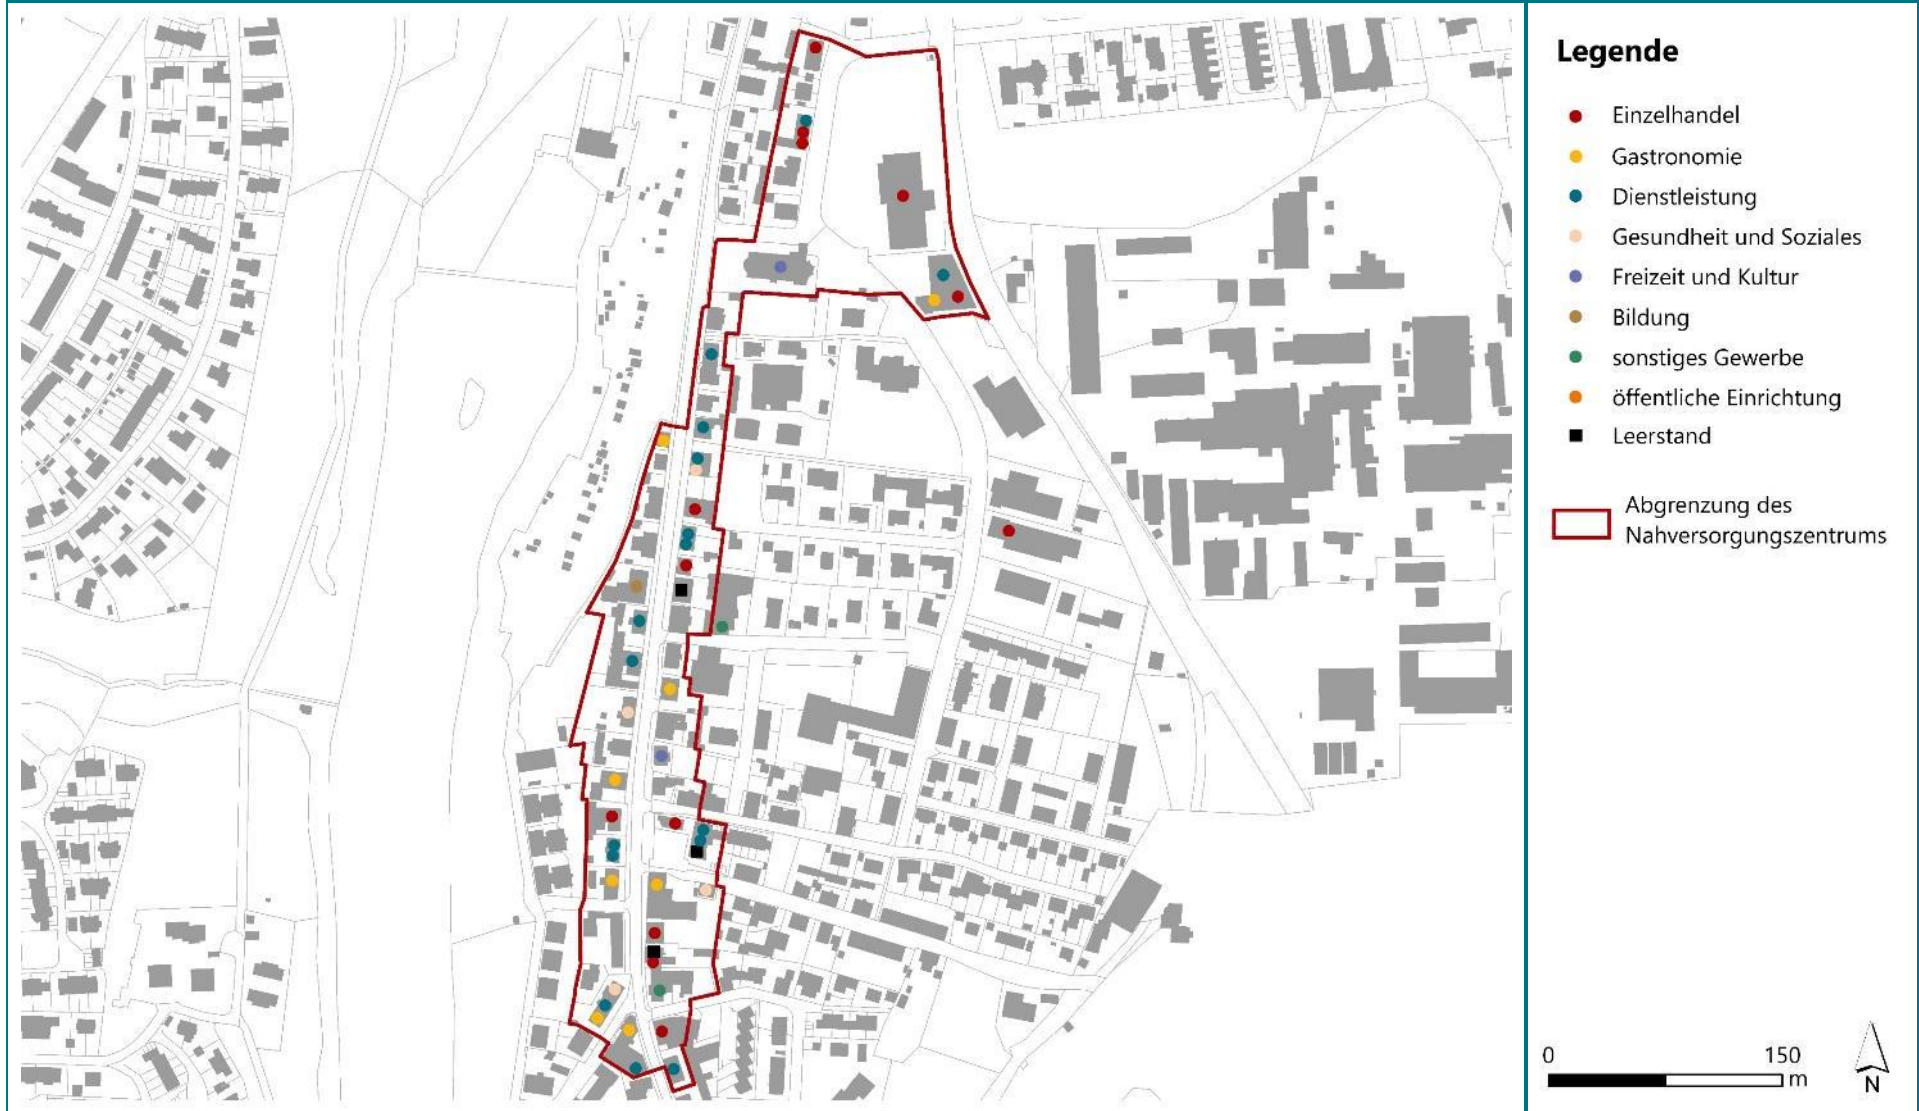 Legende
Einzelhandel
Gastronomie
Dienstleistung
Gesundheit und Soziales
Freizeit und Kultur
Bildung
sonstiges Gewerbe
öffentliche Einrichtung
Leerstand
Abgrenzung des
Nahversorgungszentrums
0 150
m
N